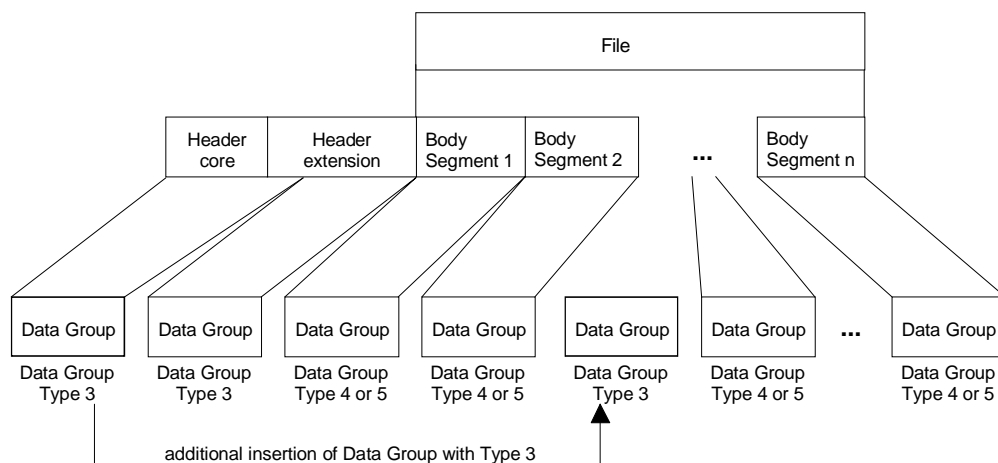 File
Header
core
Header
extension
Body
Segment 1
Body
Segment 2
...
Body
Segment n
Data Group
Data Group
Data Group
Data Group
Data Group
Data Group
...
Data Group
Data Group
Type 3
Data Group
Type 3
Data Group
Type 4 or 5
Data Group
Type 4 or 5
Data Group
Type 3
Data Group
Type 4 or 5
Data Group
Type 4 or 5
additional insertion of Data Group with Type 3